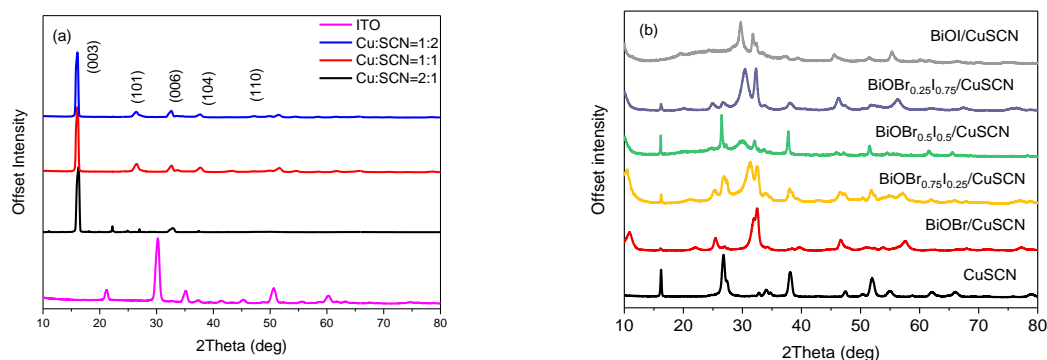 (a)
ITO
Cu:SCN=1:2
Cu:SCN=1:1
Cu:SCN=2:1
(003)
(101)
(006)
(104)
(110)
Offset Intensity
10 20 30 40 50 60 70 80
2Theta (deg)
(b)
BiOI/CuSCN
BiOBr0.25I0.75/CuSCN
BiOBr0.5I0.5/CuSCN
BiOBr0.75I0.25/CuSCN
BiOBr/CuSCN
CuSCN
Offset intensity
10 20 30 40 50 60 70 80
2Theta (deg)